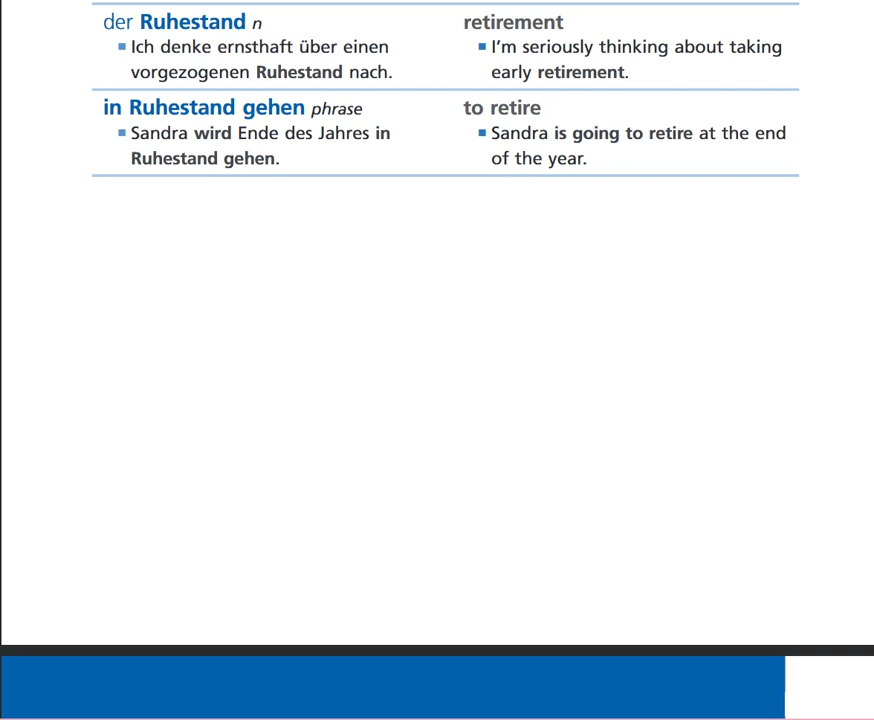 der Ruhestand n
▪ Ich denke ernsthaft über einen
vorgezogenen Ruhestand nach.
retirement
▪ I'm seriously thinking about taking
early retirement.
in Ruhestand gehen phrase
▪ Sandra wird Ende des Jahres in
Ruhestand gehen.
to retire
▪ Sandra is going to retire at the end
of the year.